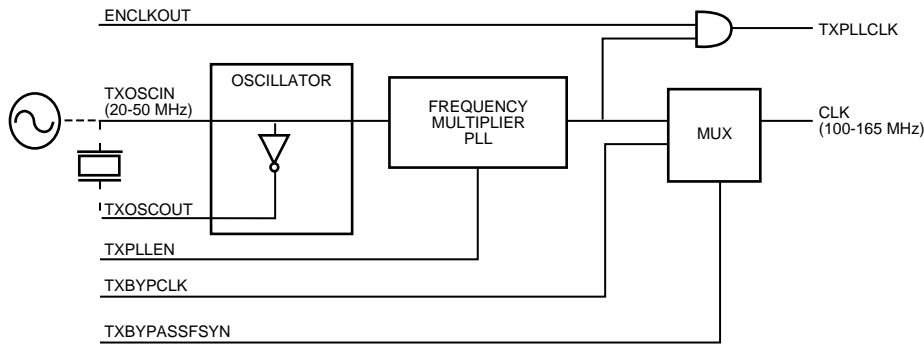 ENCLKOUT
TXPLLCLK
TXOSCIN
(20-50 MHz)
OSCILLATOR
FREQUENCY
MULTIPLIER
PLL
MUX
CLK
(100-165 MHz)
TXOSCOUT
TXPLLEN
TXBYPCLK
TXBYPASSFSYN